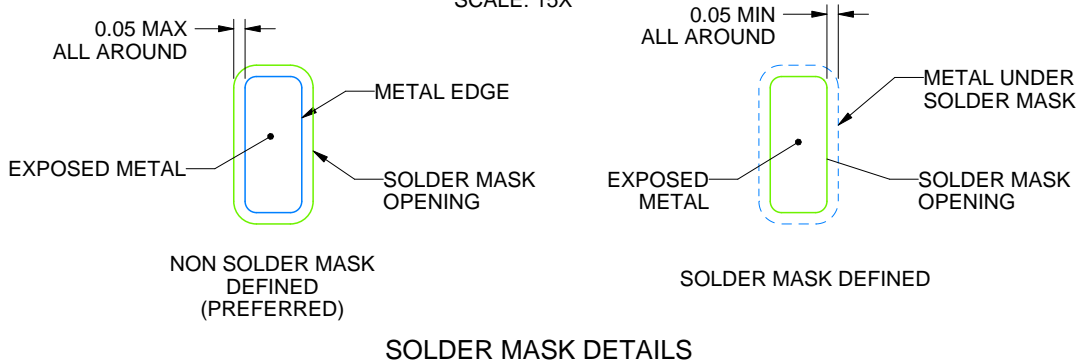 SCALE: 15X
0.05 MAX
ALL AROUND
METAL EDGE
EXPOSED METAL
SOLDER MASK
OPENING
NON SOLDER MASK
DEFINED
(PREFERRED)
0.05 MIN
ALL AROUND
METAL UNDER
SOLDER MASK
EXPOSED
METAL
SOLDER MASK
OPENING
SOLDER MASK DEFINED
SOLDER MASK DETAILS